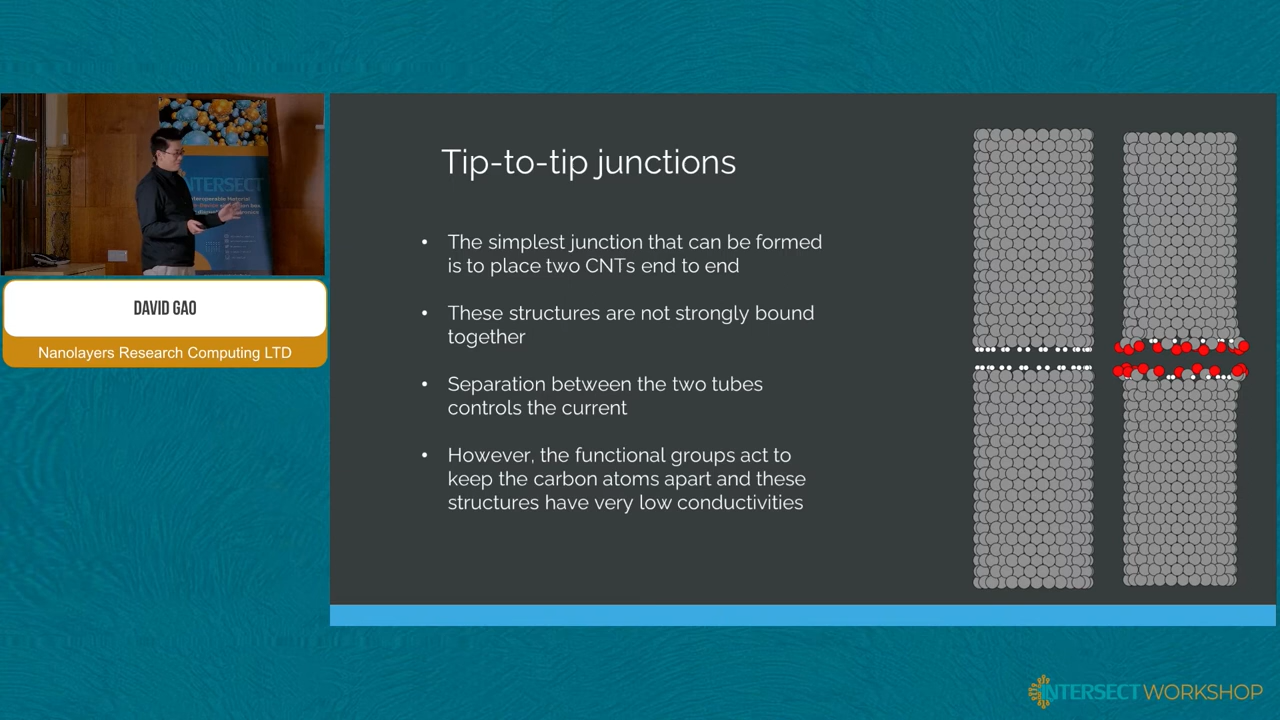 INTERSECT
DAVID GAO
Nanolayers Research Computing LTD
Tip-to-tip junctions
• The simplest junction that can be formed
is to place two CNTs end to end
• These structures are not strongly bound
together
• Separation between the two tubes
controls the current
• However, the functional groups act to
keep the carbon atoms apart and these
structures have very low conductivities
INTERSECT WORKSHOP